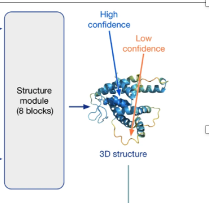 High
confidence
Low
confidence
Structure
module
(8 blocks)
3D structure